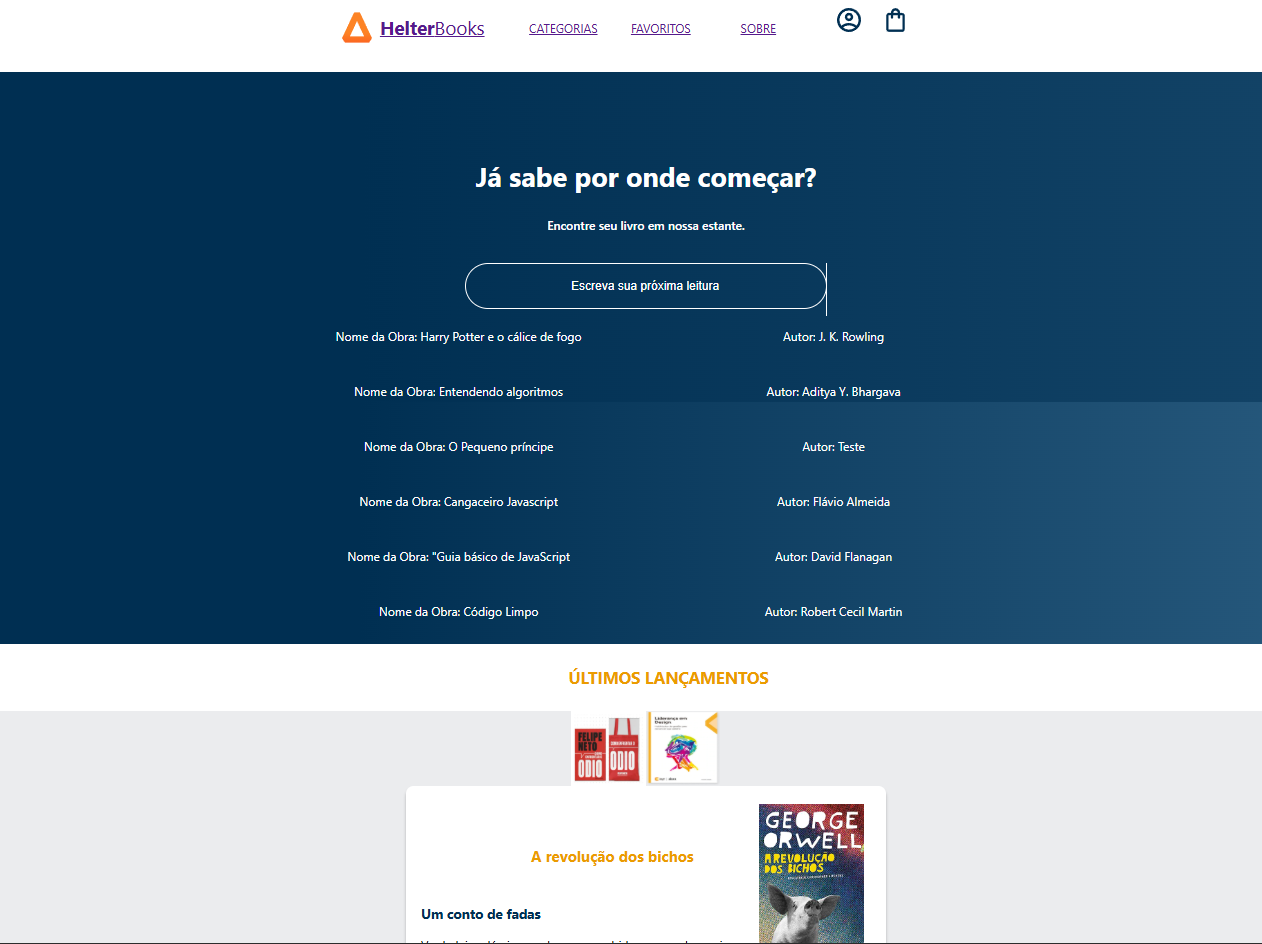 HelterBooks
CATEGORIAS FAVORITOS SOBRE
Já sabe por onde começar?
Encontre seu livro em nossa estante.
Escreva sua próxima leitura
Nome da Obra: Harry Potter e o cálice de fogo Autor: J. K. Rowling
Nome da Obra: Entendendo algoritmos Autor: Aditya Y. Bhargava
Nome da Obra: O Pequeno príncipe Autor: Teste
Nome da Obra: Cangaceiro Javascript Autor: Flávio Almeida
Nome da Obra: "Guia básico de JavaScript Autor: David Flanagan
Nome da Obra: Código Limpo Autor: Robert Cecil Martin
ÚLTIMOS LANÇAMENTOS
FELIPE
NETO
ODIO
ODIO
Liderança em
Design
GEORGE
ORWELL
A REVOLUÇÃO
DOS BICHOS
A revolução dos bichos
Um conto de fadas